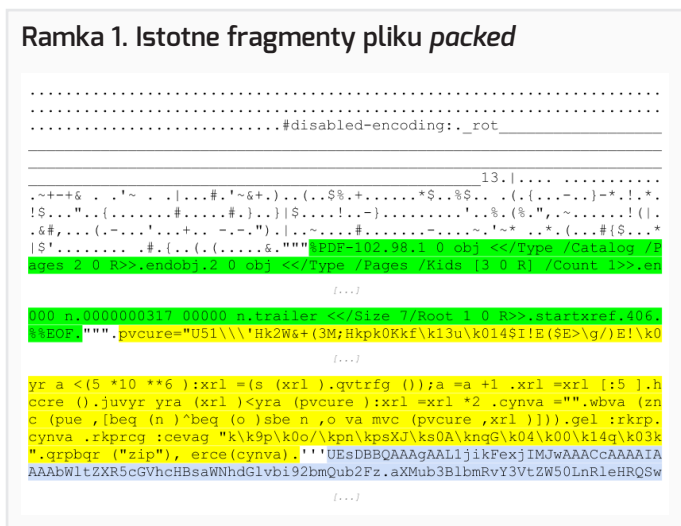 Ramka 1. Istotne fragmenty pliku packed
......................................................................
......................................................................
............................#disabled-encoding:._rot__________________
______________________________________________________________________
______________________________________________________________________
__________________________________________________13.|.... ...........
.~+-+& . .'~ . .|...#.'~&+.)..(..$%.+......*$..%$.. .(.{...-..}-*.!.*.
!$..."..{.......#......#.}..}|$....!..-}..........'..%.(%.",.~......!(|.
.&#,...(.-...'...+.. -.-.").|..~....#.......-....~.'~* ..*.(...#{$...*
|$'........ .#.{..(.(.....&."""%PDF-102.98.1 0 obj <</Type /Catalog /P
ages 2 0 R>>.endobj.2 0 obj <</Type /Pages /Kids [3 0 R] /Count 1>>.en
[...]
000 n.0000000317 00000 n.trailer <</Size 7/Root 1 0 R>>.startxref.406.
%%EOF.""".pvcure="U51\\\'Hk2W&+(3M;Hkpk0Kkf\k13u\k014$I!E($E>\g/)E!\k0
[...]
yr a <(5 *10 **6 ):xrl =(s (xrl ).qvtrfg ());a =a +1 .xrl =xrl [:5 ].h
ccre ().juvyr yra (xrl )<yra (pvcure ):xrl =xrl *2 .cynva ="".wbva (zn
c (pue ,[beq (n )^beq (o )sbe n ,o va mvc (pvcure ,xrl )])).gel :rkrp.
cynva .rkprcg :cevag "k\k9p\k0o/\kpn\kpsXJ\ks0A\knqG\k04\k00\k14q\k03k
".qrpbqr ("zip"), erce(cynva).'''UEsDBBQAAAgAAL1jikFexjIMJwAAACcAAAAIA
AAAbWltZXR5cGVhcHBsaWNhdGlvbi92bmQub2Fz.aXMub3BlbmRvY3VtZW50LnRleHRQSw
[...]